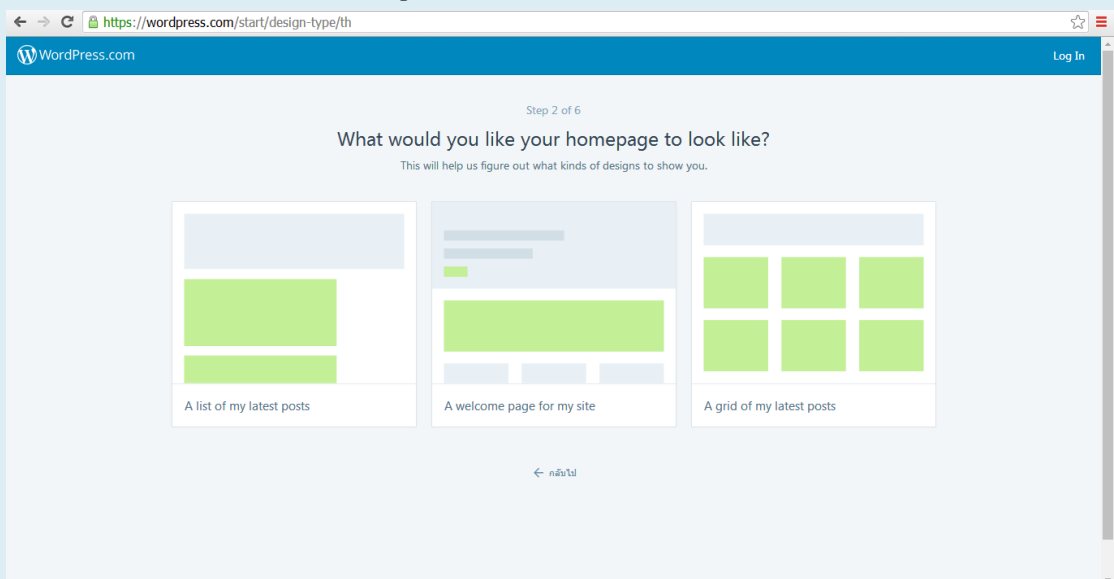 https://wordpress.com/start/design-type/th
WordPress.com
Log In
Step 2 of 6
What would you like your homepage to look like?
This will help us figure out what kinds of designs to show you.
A list of my latest posts
A welcome page for my site
A grid of my latest posts
กลับไป